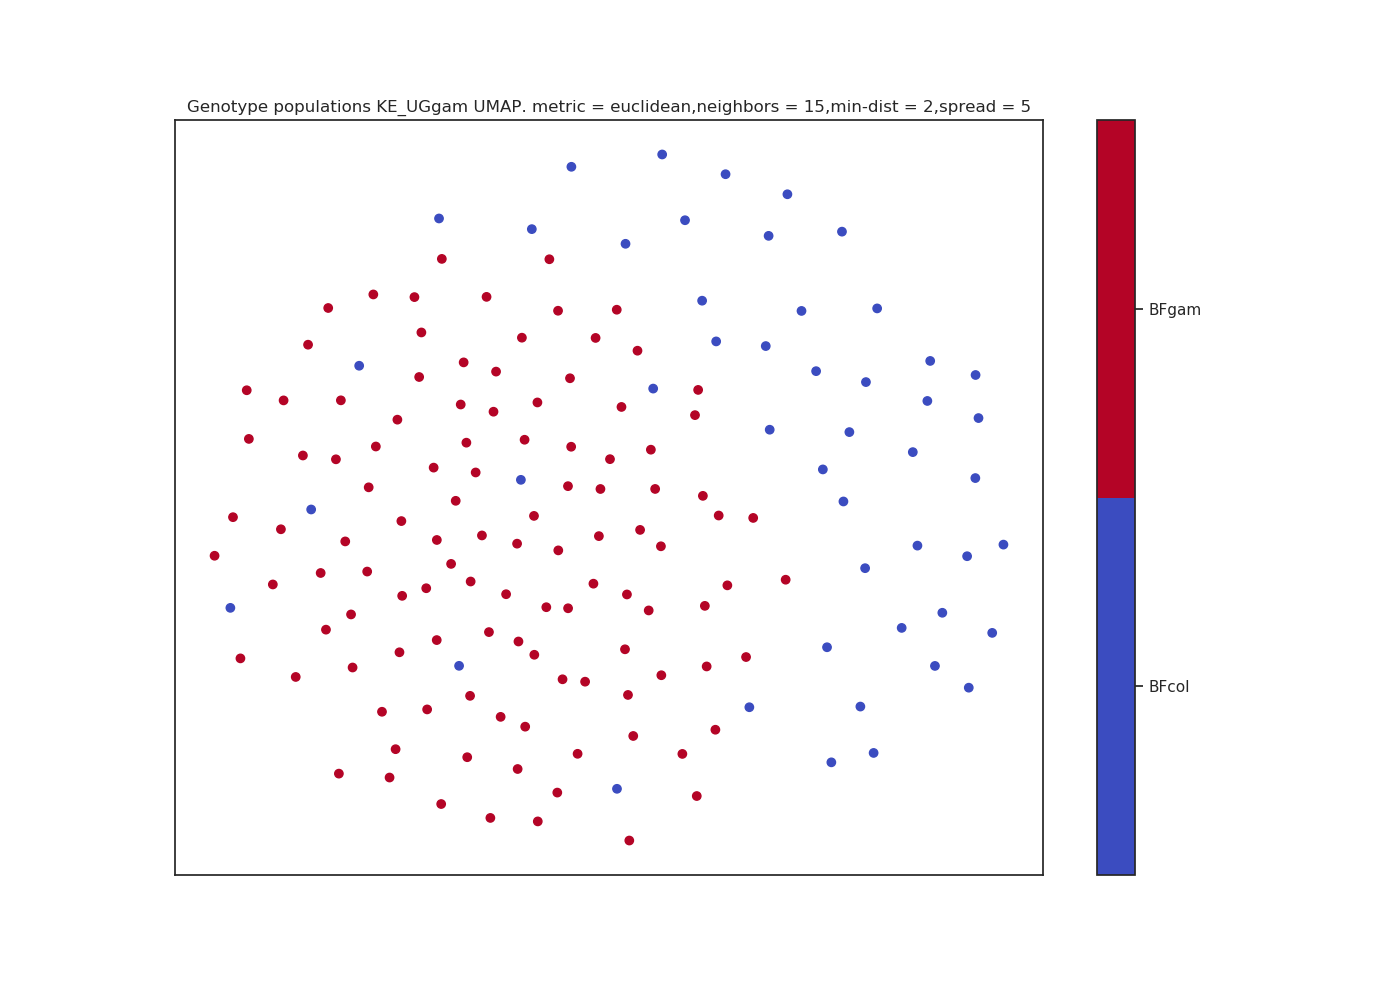 Genotype populations KE_UGgam UMAP. metric = euclidean,neighbors = 15,min-dist = 2,spread = 5
BFgam
BFcol